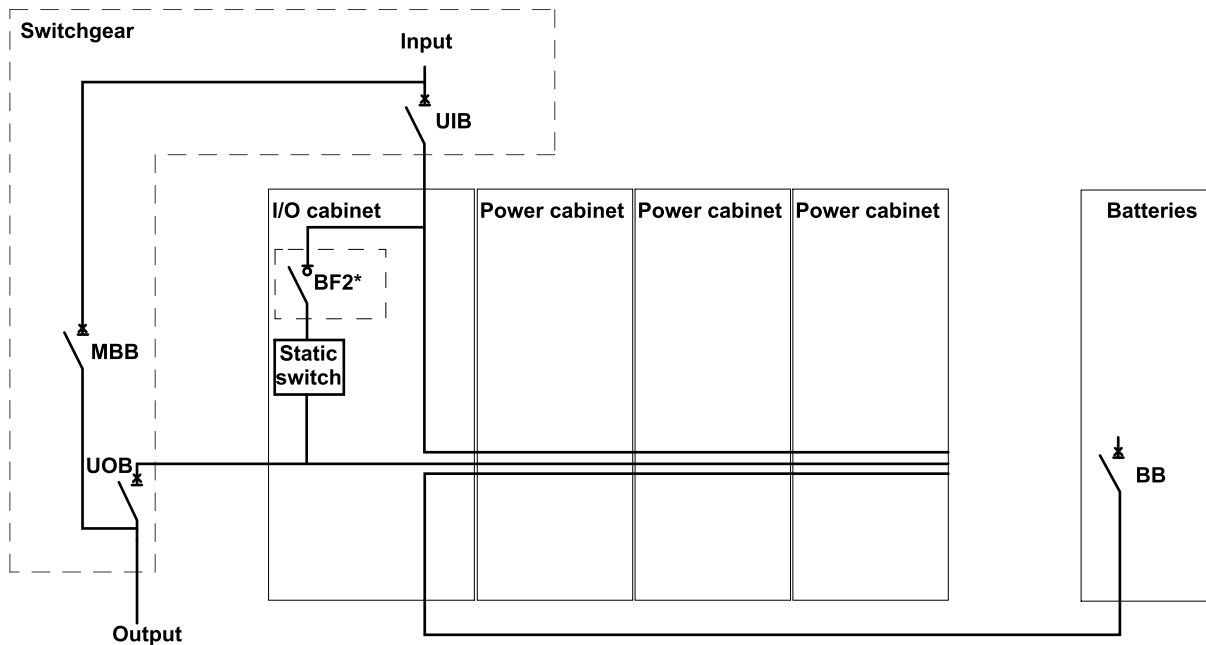 Switchgear
Input
UIB
I/O cabinet
Power cabinet
Power cabinet
Power cabinet
Batteries
BF2*
Static
switch
MBB
UOB
BB
Output